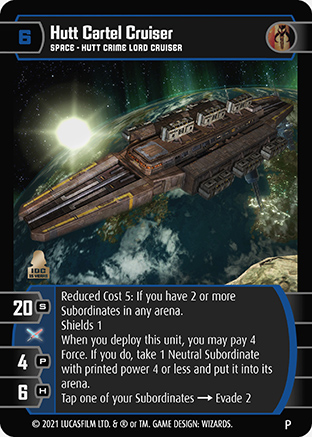 6
Hutt Cartel Cruiser
SPACE - HUTT CRIME LORD CRUISER
IDC
20 S
4 P
6 H
Reduced Cost 5: If you have 2 or more
Subordinates in any arena.
Shields 1
When you deploy this unit, you may pay 4
Force. If you do, take 1 Neutral Subordinate
with printed power 4 or less and put it into its
arena.
Tap one of your Subordinates → Evade 2
© 2021 LUCASFILM LTD. & ® OR TM. GAME DESIGN: WIZARDS.
P